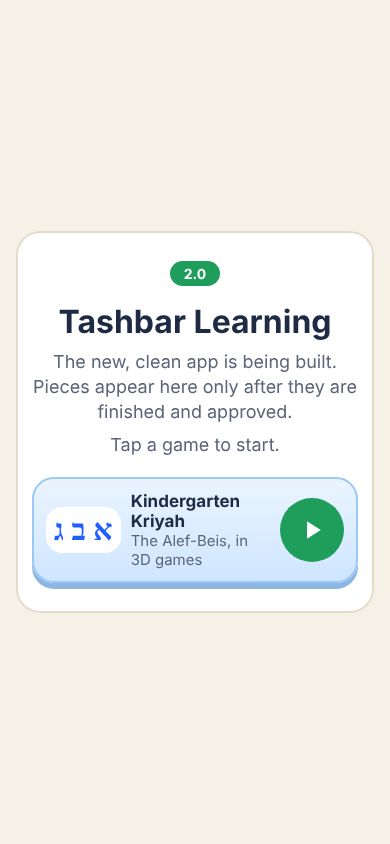 2.0
Tashbar Learning
The new, clean app is being built.
Pieces appear here only after they are
finished and approved.
Tap a game to start.
א ב ג
Kindergarten
Kriyah
The Alef-Beis, in
3D games